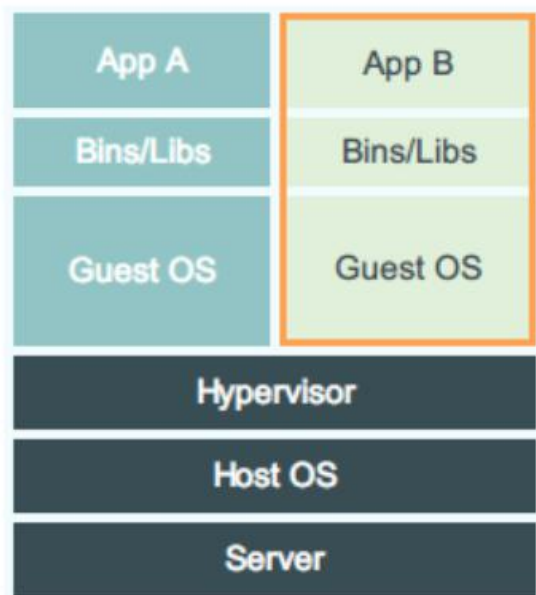 App A
App B
Bins/Libs
Bins/Libs
Guest OS
Guest OS
Hypervisor
Host OS
Server